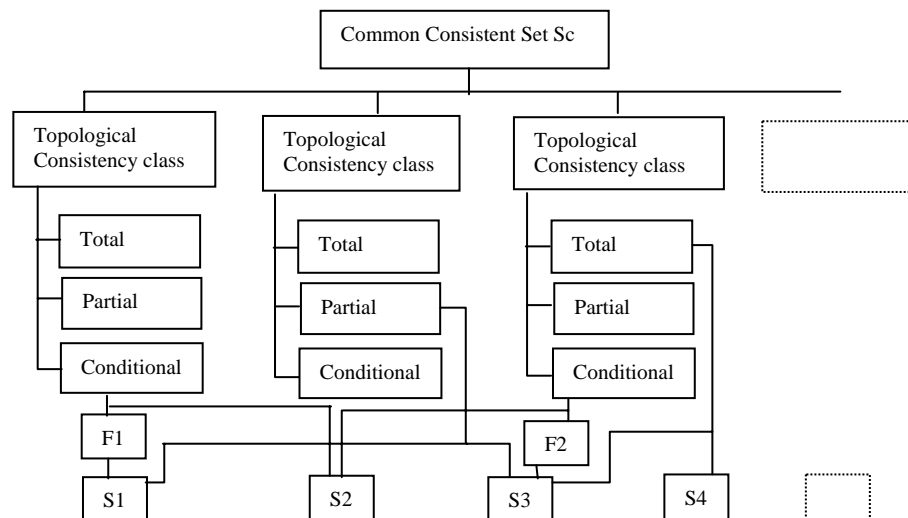 Common Consistent Set Sc
Topological
Consistency class
Topological
Consistency class
Topological
Consistency class
Total
Total
Total
Partial
Partial
Partial
Conditional
Conditional
Conditional
F1
F2
S1
S2
S3
S4